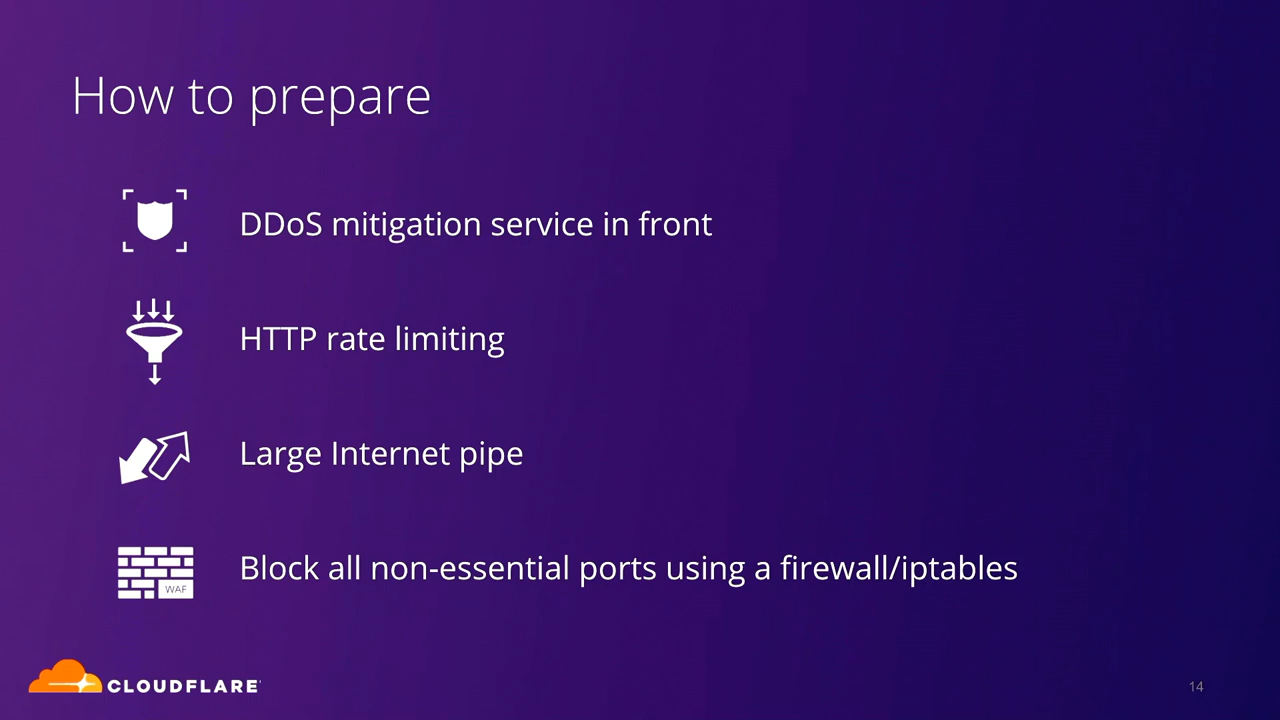 How to prepare
DDoS mitigation service in front
HTTP rate limiting
Large Internet pipe
Block all non-essential ports using a firewall/iptables
WAF
CLOUDFLARE
14